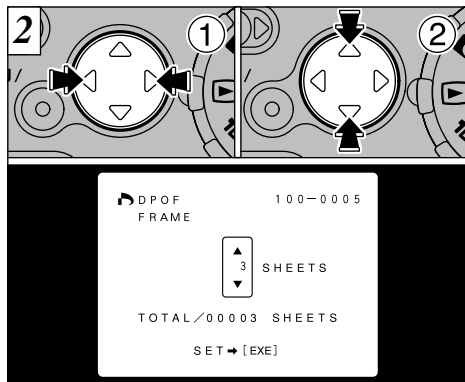 2
1
2
DPOF 100-0005
FRAME
3 SHEETS
TOTAL/00003 SHEETS
SET➡[EXE]